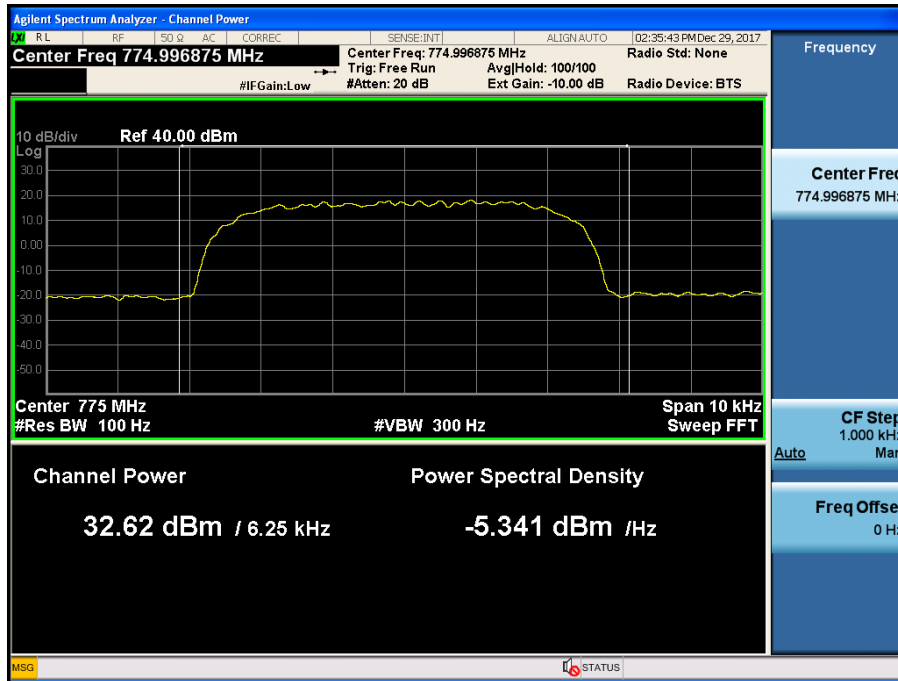 Agilent Spectrum Analyzer - Channel Power
LXI RL RF 50 Ω AC CORREC SENSE:INT ALIGN AUTO 02:35:43 PM Dec 29, 2017
Center Freq 774.996875 MHz
Center Freq: 774.996875 MHz
Radio Std: None
Trig: Free Run
Avg|Hold: 100/100
#IFGain:Low
#Atten: 20 dB
Ext Gain: -10.00 dB
Radio Device: BTS
10 dB/div
Ref 40.00 dBm
Log
30.0
20.0
10.0
0.00
-10.0
-20.0
-30.0
-40.0
-50.0
Center 775 MHz
Span 10 kHz
#Res BW 100 Hz
#VBW 300 Hz
Sweep FFT
Channel Power
Power Spectral Density
32.62 dBm / 6.25 kHz
-5.341 dBm /Hz
Frequency
Center Freq
774.996875 MHz
CF Step
1.000 kHz
Auto Man
Freq Offset
0 Hz
MSG
STATUS